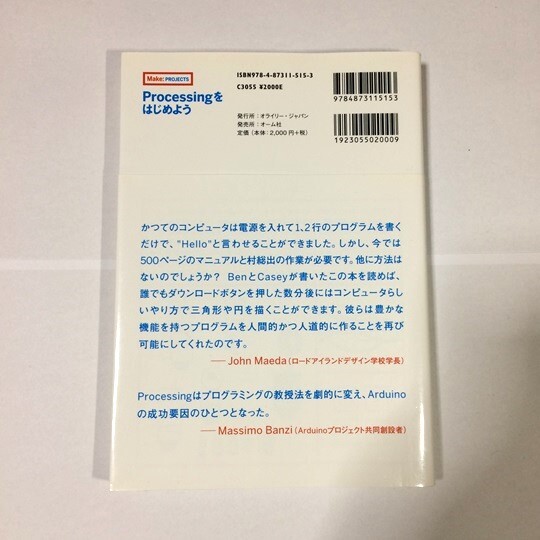 Make: PROJECTS
Processingを
はじめよう
ISBN978-4-87311-515-3
C3055 ¥2000E
発行所：オライリー・ジャパン
発売所：オーム社
定価（本体：2,000円+税）
9784873115153
1923055020009
かつてのコンピュータは電源を入れて1、2行のプログラムを書く
だけで、"Hello"と言わせることができました。しかし、今では
500ページのマニュアルと村総出の作業が必要です。他に方法は
ないのでしょうか？ BenとCaseyが書いたこの本を読めば、
誰でもダウンロードボタンを押した数分後にはコンピュータらし
いやり方で三角形や円を描くことができます。彼らは豊かな
機能を持つプログラムを人間的かつ人道的に作ることを再び
可能にしてくれたのです。
── John Maeda（ロードアイランドデザイン学校学長）
Processingはプログラミングの教授法を劇的に変え、Arduino
の成功要因のひとつとなった。
── Massimo Banzi（Arduinoプロジェクト共同創設者）